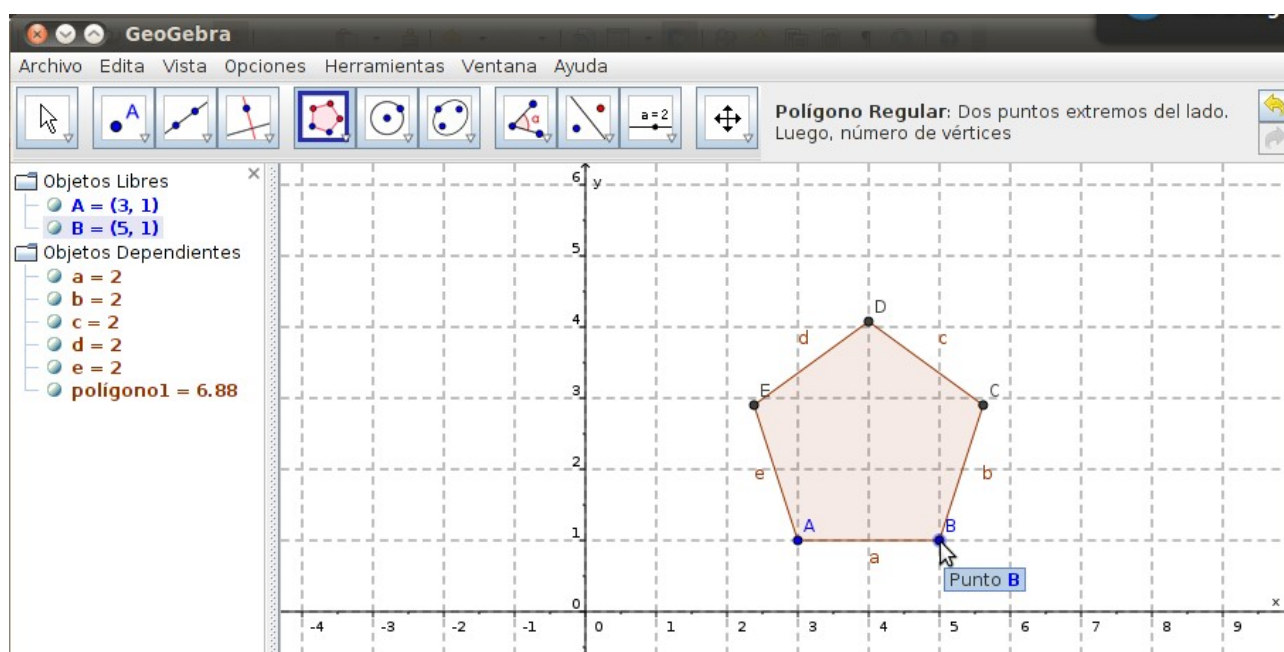 GeoGebra
Archivo Edita Vista Opciones Herramientas Ventana Ayuda
A
α
a = 2
Polígono Regular: Dos puntos extremos del lado.
Luego, número de vértices
Objetos Libres
A = (3, 1)
B = (5, 1)
Objetos Dependientes
a = 2
b = 2
c = 2
d = 2
e = 2
polígono1 = 6.88
6 y
5
D
4
d c
E C
3
2
e b
A B
1
a
Punto B
0
x
-4 -3 -2 -1 0 1 2 3 4 5 6 7 8 9